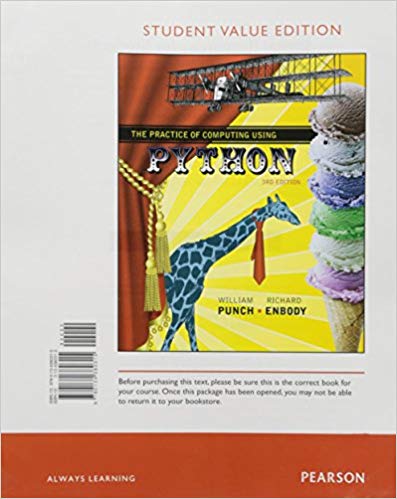 STUDENT VALUE EDITION
THE PRACTICE OF COMPUTING USING
PYTHON
3RD EDITION
WILLIAM RICHARD
PUNCH • ENBODY
Before purchasing this text, please be sure this is the correct book for
your course. Once this package has been opened, you may not be able
to return it to your bookstore.
ALWAYS LEARNING
PEARSON